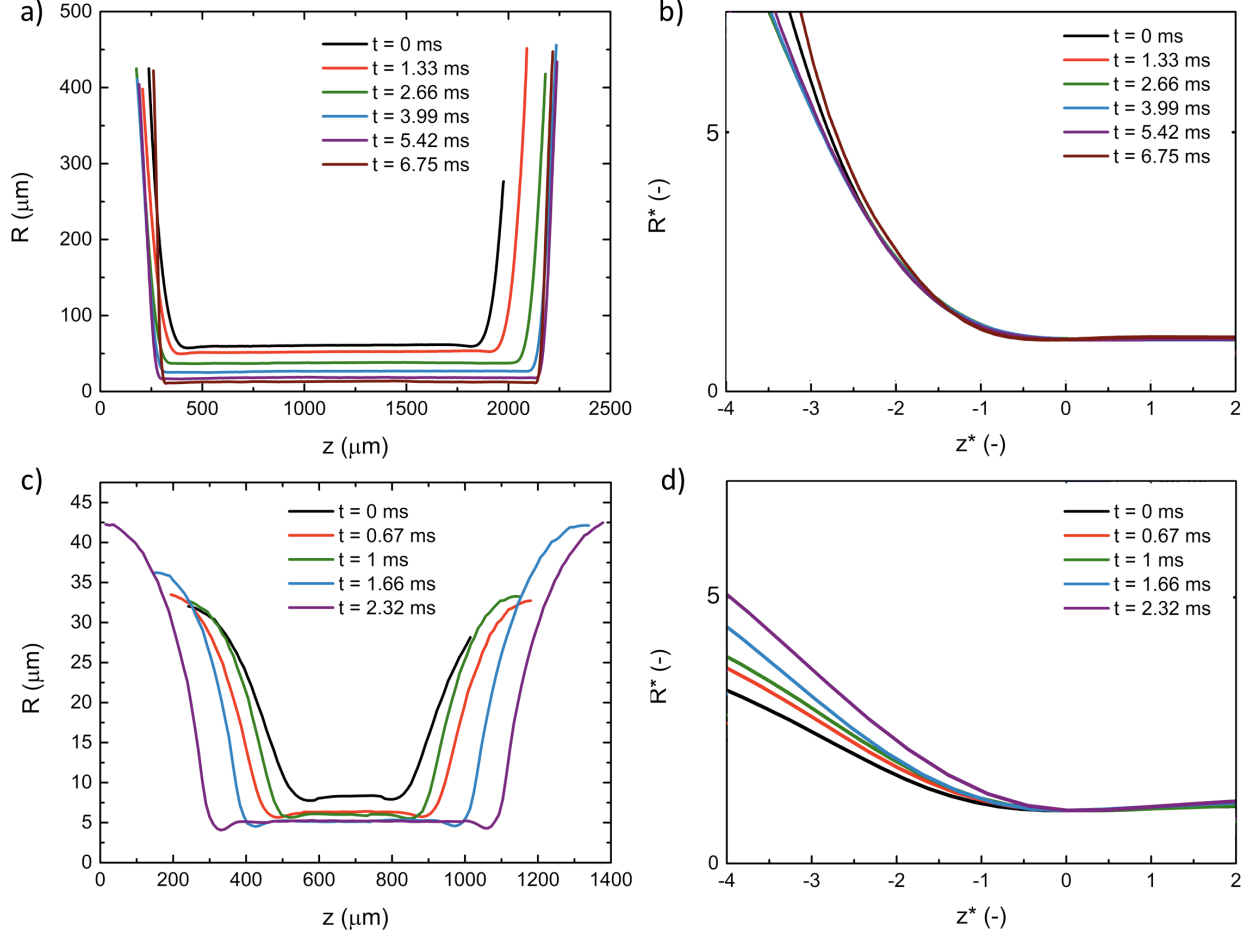 a)
500
400
300
200
100
0
R (μm)
t = 0 ms
t = 1.33 ms
t = 2.66 ms
t = 3.99 ms
t = 5.42 ms
t = 6.75 ms
0 500 1000 1500 2000 2500
z (μm)
b)
5
0
R* (-)
t = 0 ms
t = 1.33 ms
t = 2.66 ms
t = 3.99 ms
t = 5.42 ms
t = 6.75 ms
-4 -3 -2 -1 0 1 2
z* (-)
c)
45
40
35
30
25
20
15
10
5
0
R (μm)
t = 0 ms
t = 0.67 ms
t = 1 ms
t = 1.66 ms
t = 2.32 ms
0 200 400 600 800 1000 1200 1400
z (μm)
d)
5
0
R* (-)
t = 0 ms
t = 0.67 ms
t = 1 ms
t = 1.66 ms
t = 2.32 ms
-4 -3 -2 -1 0 1 2
z* (-)